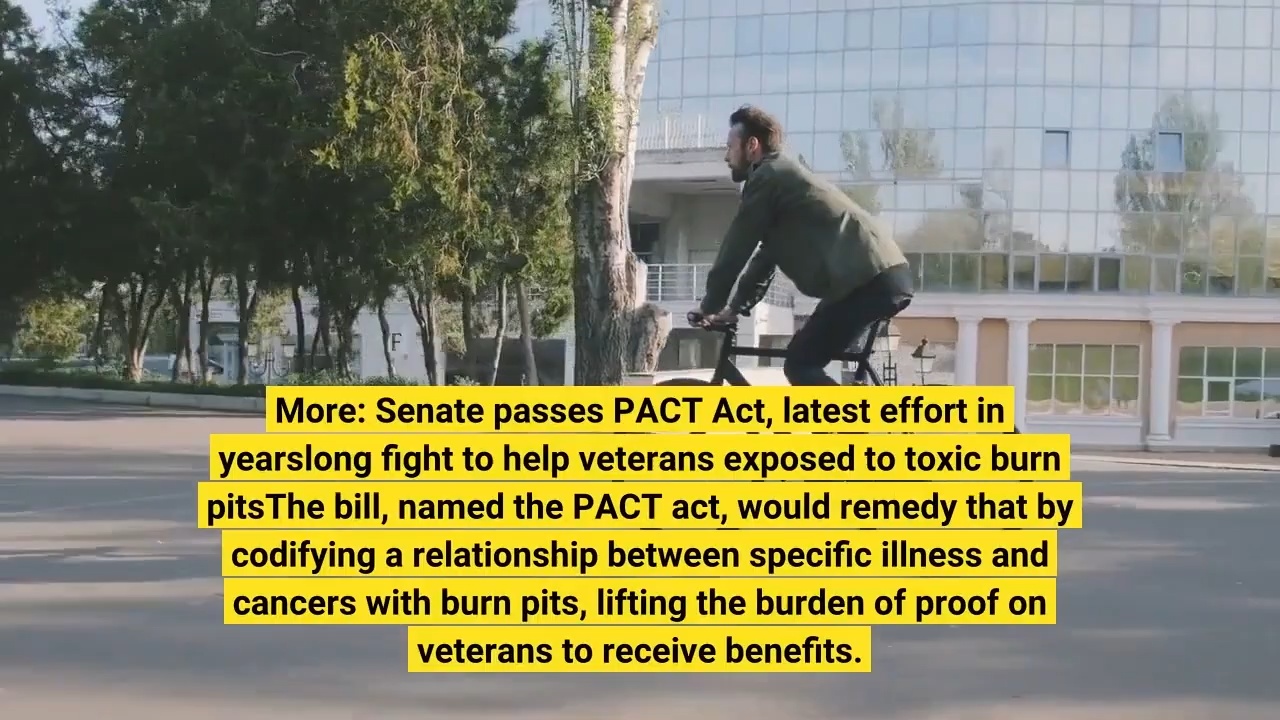 F
More: Senate passes PACT Act, latest effort in
yearslong fight to help veterans exposed to toxic burn
pitsThe bill, named the PACT act, would remedy that by
codifying a relationship between specific illness and
cancers with burn pits, lifting the burden of proof on
veterans to receive benefits.